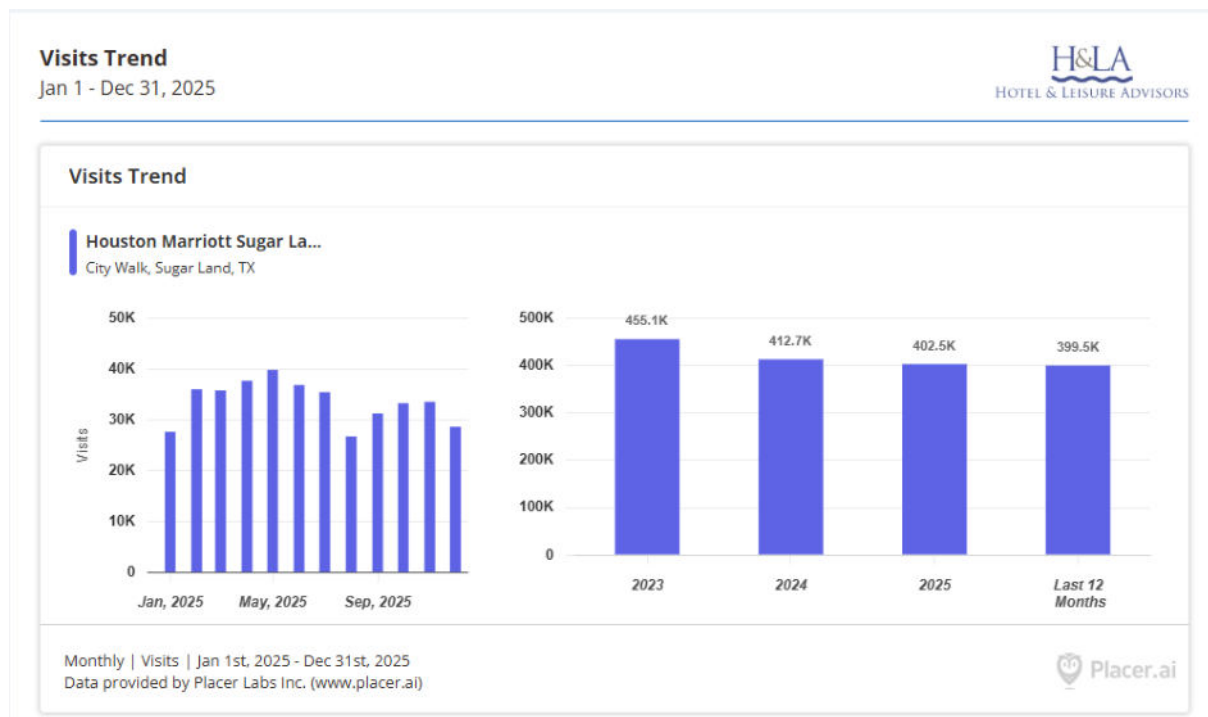 Visits Trend
Jan 1 - Dec 31, 2025
H&LA
HOTEL & LEISURE ADVISORS
Visits Trend
Houston Marriott Sugar La...
City Walk, Sugar Land, TX
Visits
50K
40K
30K
20K
10K
0
Jan, 2025
May, 2025
Sep, 2025
500K
400K
300K
200K
100K
0
455.1K
412.7K
402.5K
399.5K
2023
2024
2025
Last 12
Months
Monthly | Visits | Jan 1st, 2025 - Dec 31st, 2025
Data provided by Placer Labs Inc. (www.placer.ai)
Placer.ai